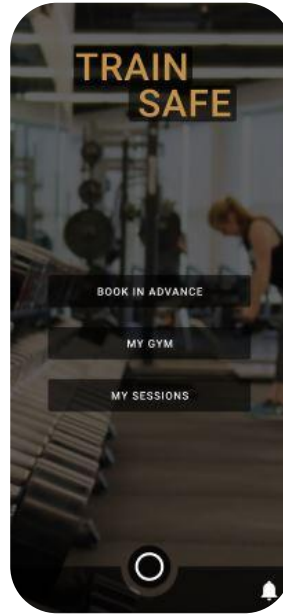 TRAIN
SAFE
BOOK IN ADVANCE
MY GYM
MY SESSIONS